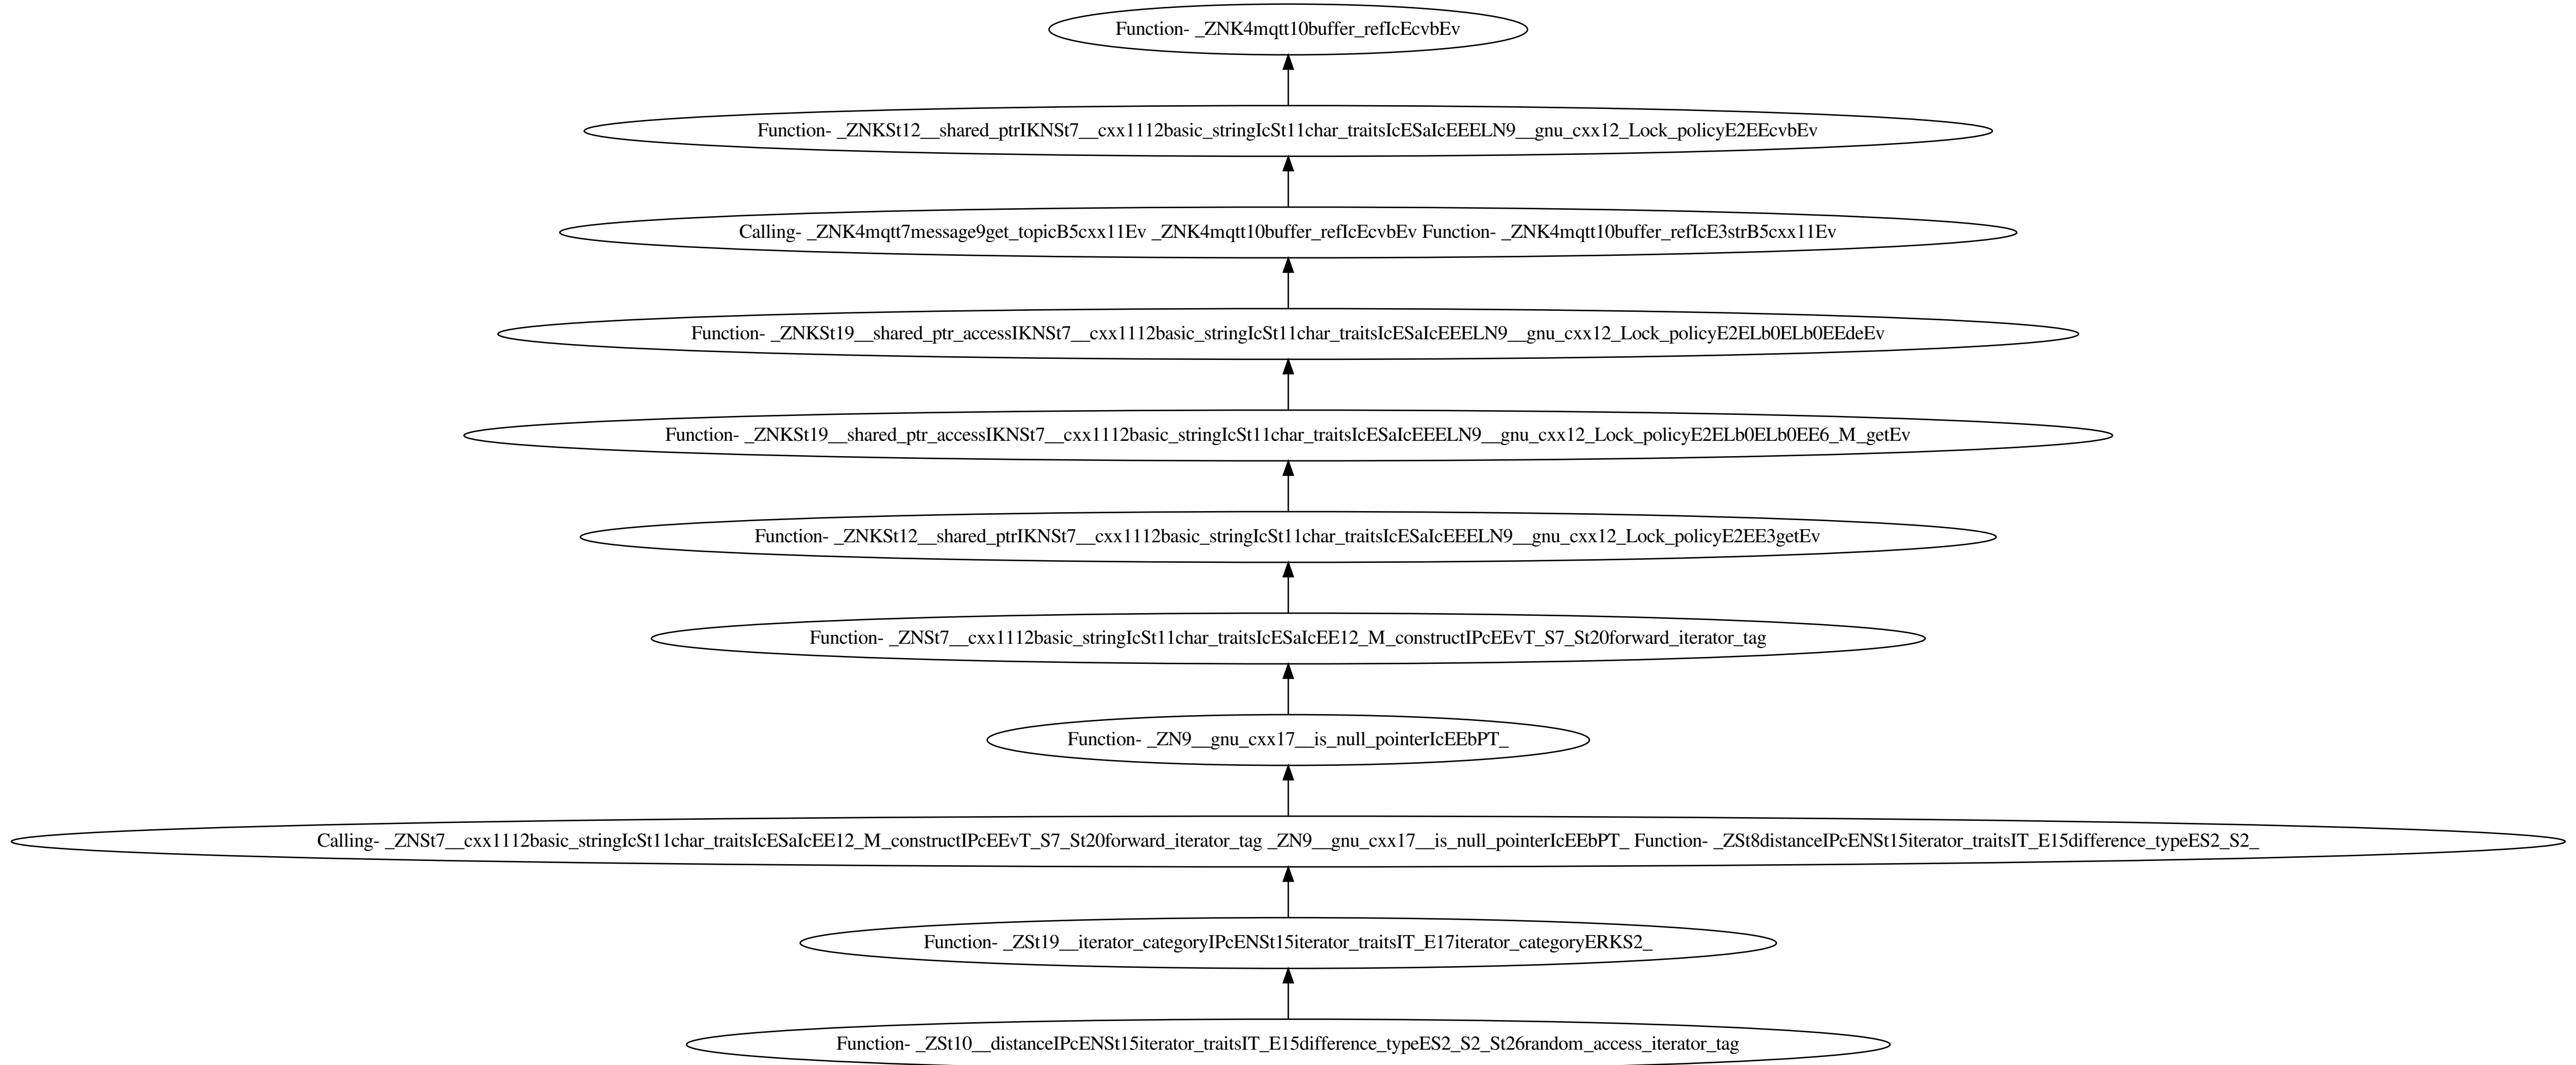 Function- _ZNK4mqtt10buffer_refIcEcvbEv
Function- _ZNKSt12__shared_ptrIKNSt7__cxx1112basic_stringIcSt11char_traitsIcESaIcEEELN9__gnu_cxx12_Lock_policyE2EEcvbEv
Calling- _ZNK4mqtt7message9get_topicB5cxx11Ev _ZNK4mqtt10buffer_refIcEcvbEv Function- _ZNK4mqtt10buffer_refIcE3strB5cxx11Ev
Function- _ZNKSt19__shared_ptr_accessIKNSt7__cxx1112basic_stringIcSt11char_traitsIcESaIcEEELN9__gnu_cxx12_Lock_policyE2ELb0ELb0EEdeEv
Function- _ZNKSt19__shared_ptr_accessIKNSt7__cxx1112basic_stringIcSt11char_traitsIcESaIcEEELN9__gnu_cxx12_Lock_policyE2ELb0ELb0EE6_M_getEv
Function- _ZNKSt12__shared_ptrIKNSt7__cxx1112basic_stringIcSt11char_traitsIcESaIcEEELN9__gnu_cxx12_Lock_policyE2EE3getEv
Function- _ZNSt7__cxx1112basic_stringIcSt11char_traitsIcESaIcEE12_M_constructIPcEEvT_S7_St20forward_iterator_tag
Function- _ZN9__gnu_cxx17__is_null_pointerIcEEbPT_
Calling- _ZNSt7__cxx1112basic_stringIcSt11char_traitsIcESaIcEE12_M_constructIPcEEvT_S7_St20forward_iterator_tag _ZN9__gnu_cxx17__is_null_pointerIcEEbPT_ Function- _ZSt8distanceIPcENSt15iterator_traitsIT_E15difference_typeES2_S2_
Function- _ZSt19__iterator_categoryIPcENSt15iterator_traitsIT_E17iterator_categoryERKS2_
Function- _ZSt10__distanceIPcENSt15iterator_traitsIT_E15difference_typeES2_S2_St26random_access_iterator_tag